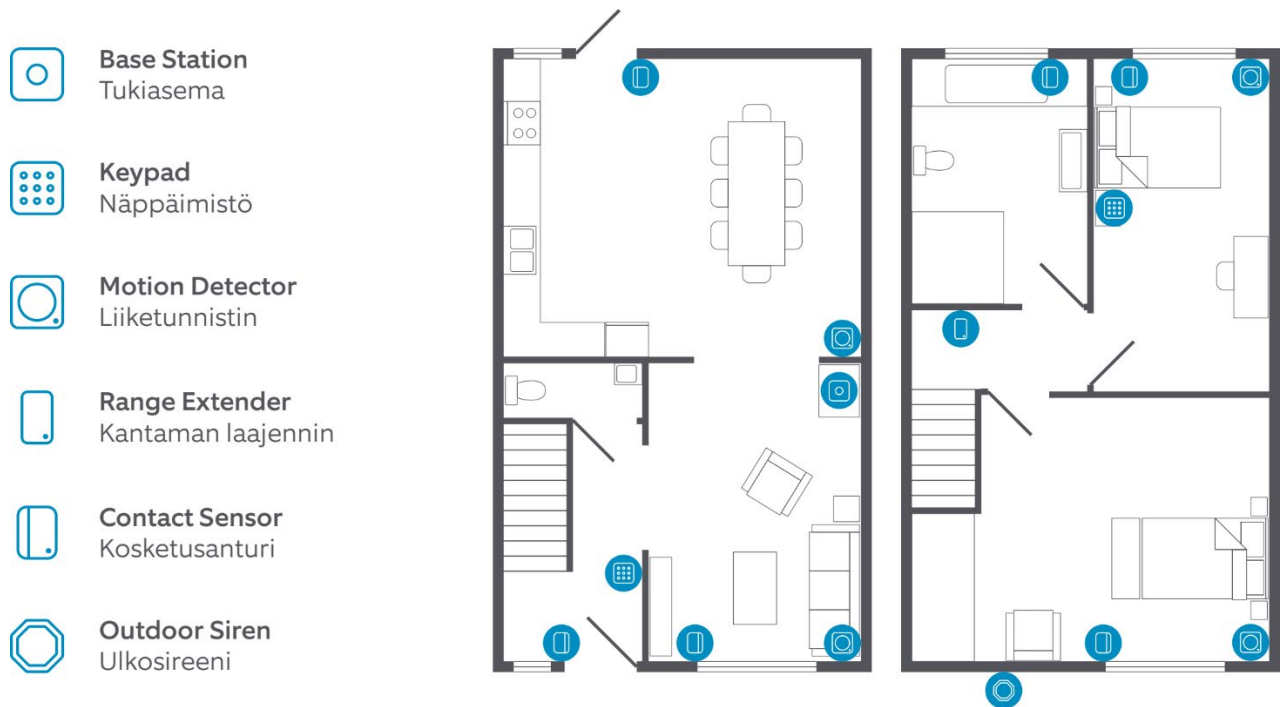 Base Station
Tukiasema
Keypad
Näppäimistö
Motion Detector
Liiketunnistin
Range Extender
Kantaman laajennin
Contact Sensor
Kosketusanturi
Outdoor Siren
Ulkosireeni